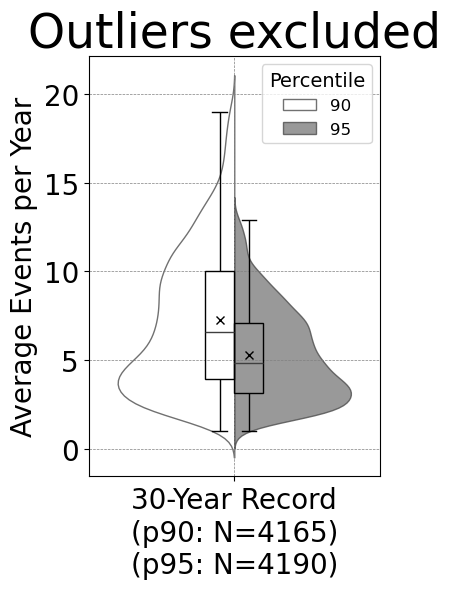 Outliers excluded
Average Events per Year
20
15
10
5
0
Percentile
90
95
30-Year Record
(p90: N=4165)
(p95: N=4190)